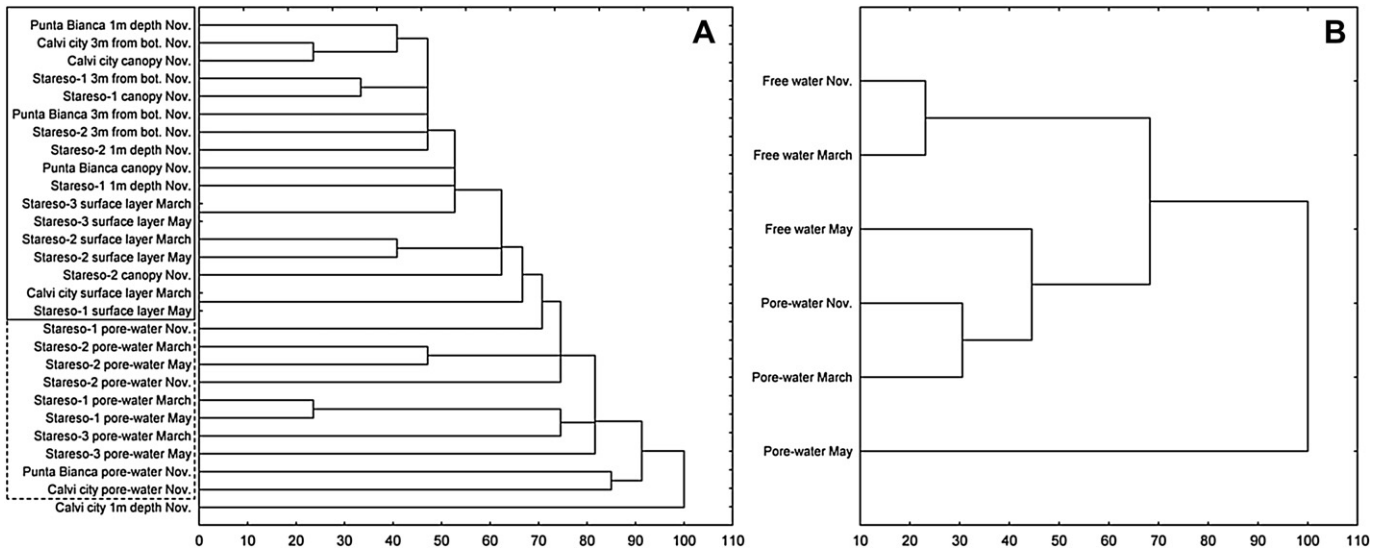 A
Punta Bianca 1m depth Nov.
Calvi city 3m from bot. Nov.
Calvi city canopy Nov.
Stareso-1 3m from bot. Nov.
Stareso-1 canopy Nov.
Punta Bianca 3m from bot. Nov.
Stareso-2 3m from bot. Nov.
Stareso-2 1m depth Nov.
Punta Bianca canopy Nov.
Stareso-1 1m depth Nov.
Stareso-3 surface layer March
Stareso-3 surface layer May
Stareso-2 surface layer March
Stareso-2 surface layer May
Stareso-2 canopy Nov.
Calvi city surface layer March
Stareso-1 surface layer May
Stareso-1 pore-water Nov.
Stareso-2 pore-water March
Stareso-2 pore-water May
Stareso-2 pore-water Nov.
Stareso-1 pore-water March
Stareso-1 pore-water May
Stareso-3 pore-water March
Stareso-3 pore-water May
Punta Bianca pore-water Nov.
Calvi city pore-water Nov.
Calvi city 1m depth Nov.
0 10 20 30 40 50 60 70 80 90 100 110
B
Free water Nov.
Free water March
Free water May
Pore-water Nov.
Pore-water March
Pore-water May
10 20 30 40 50 60 70 80 90 100 110